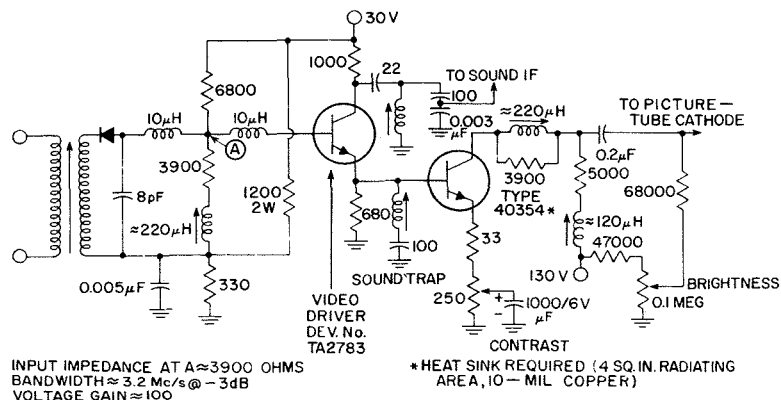 30 V
1000
22
6800
TO SOUND IF
100
0.003
μF
≈220μH
TO PICTURE –
TUBE CATHODE
10μH
10μH
A
3900
0.2μF
5000
68000
3900
TYPE
40354*
8pF
1200
2W
≈220μH
680
100
33
≈120μH
47000
130 V
SOUND TRAP
BRIGHTNESS
0.1 MEG
0.005μF
330
VIDEO
DRIVER
DEV. No.
TA2783
250
+
–
1000/6V
μF
CONTRAST
INPUT IMPEDANCE AT A≈3900 OHMS
BANDWIDTH≈3.2 Mc/s@–3dB
VOLTAGE GAIN≈100
*HEAT SINK REQUIRED (4 SQ. IN. RADIATING
AREA, 10– MIL COPPER)